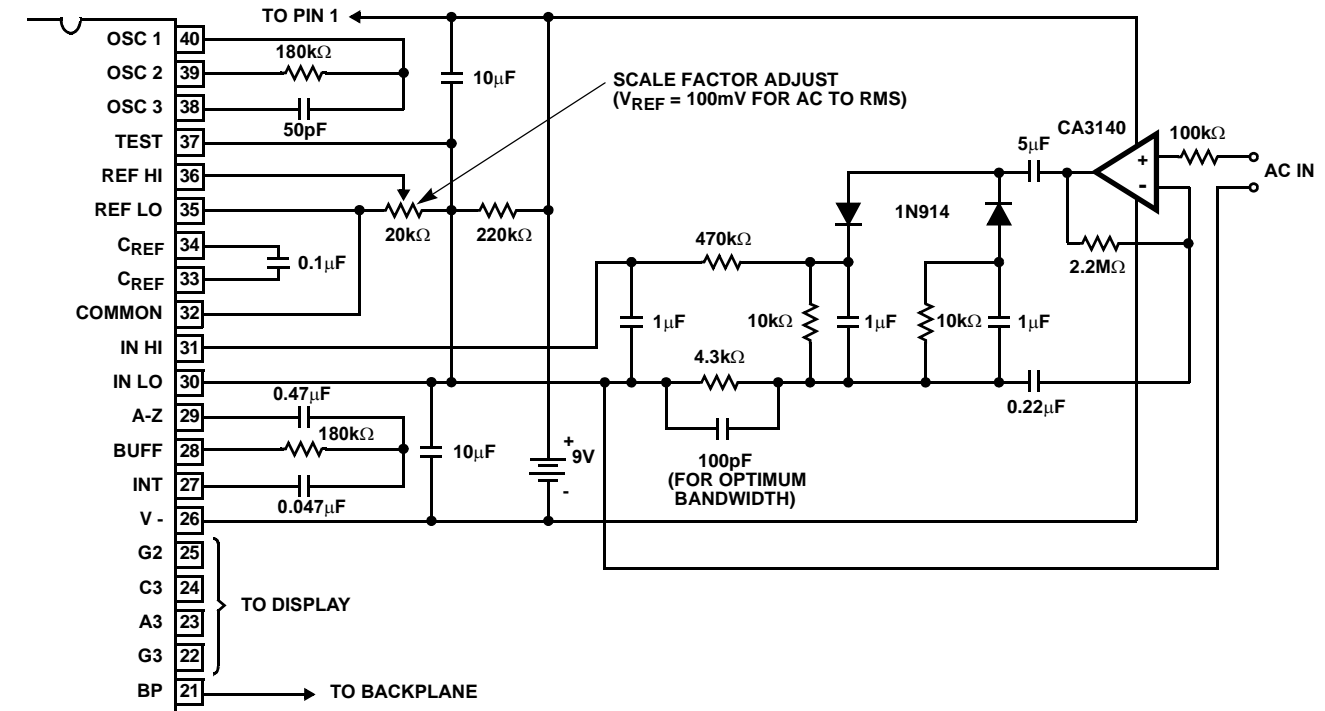 TO PIN 1
OSC 1 40
180kΩ
OSC 2 39
10µF
SCALE FACTOR ADJUST
(VREF = 100mV FOR AC TO RMS)
OSC 3 38
50pF
TEST 37
CA3140
100kΩ
5µF
+
-
AC IN
REF HI 36
REF LO 35
20kΩ
220kΩ
1N914
CREF 34
0.1µF
CREF 33
470kΩ
2.2MΩ
COMMON 32
1µF
10kΩ
1µF
10kΩ
1µF
IN HI 31
4.3kΩ
IN LO 30
0.47µF
0.22µF
A-Z 29
180kΩ
BUFF 28
10µF
+
9V
-
100pF
(FOR OPTIMUM
BANDWIDTH)
INT 27
0.047µF
V - 26
G2 25
C3 24
TO DISPLAY
A3 23
G3 22
BP 21
TO BACKPLANE